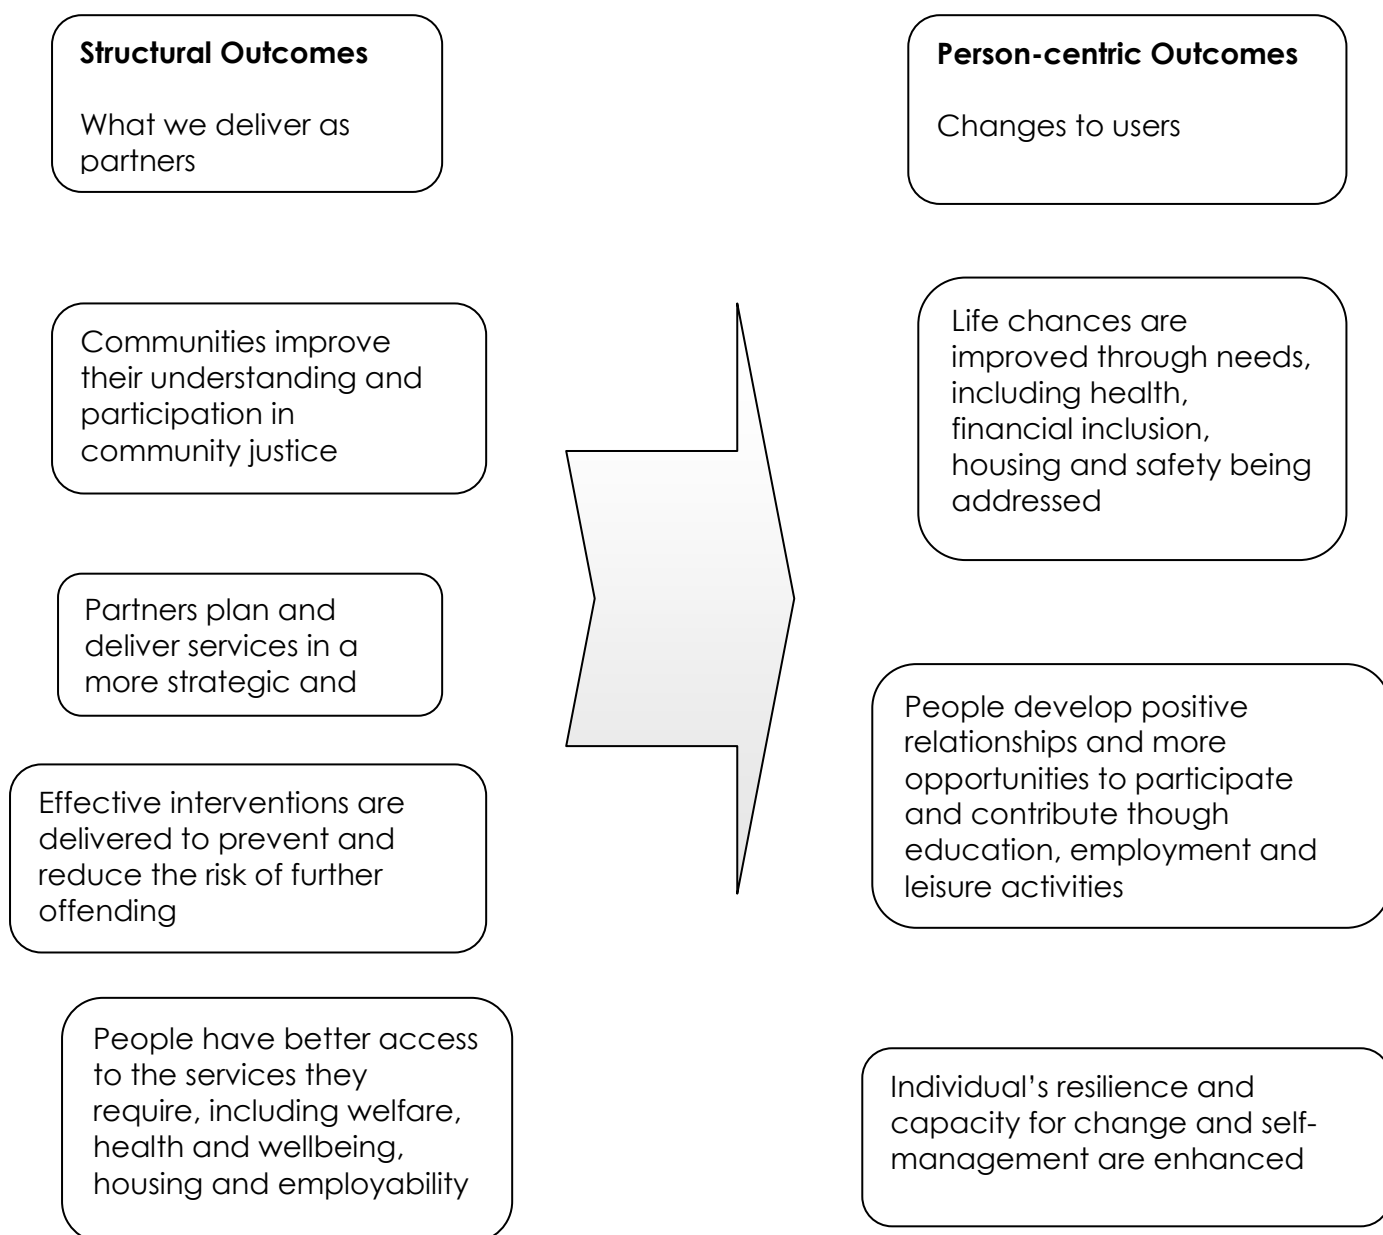 Structural Outcomes
What we deliver as
partners
Communities improve
their understanding and
participation in
community justice
Partners plan and
deliver services in a
more strategic and
Effective interventions are
delivered to prevent and
reduce the risk of further
offending
People have better access
to the services they
require, including welfare,
health and wellbeing,
housing and employability
Person-centric Outcomes
Changes to users
Life chances are
improved through needs,
including health,
financial inclusion,
housing and safety being
addressed
People develop positive
relationships and more
opportunities to participate
and contribute though
education, employment and
leisure activities
Individual’s resilience and
capacity for change and self-
management are enhanced